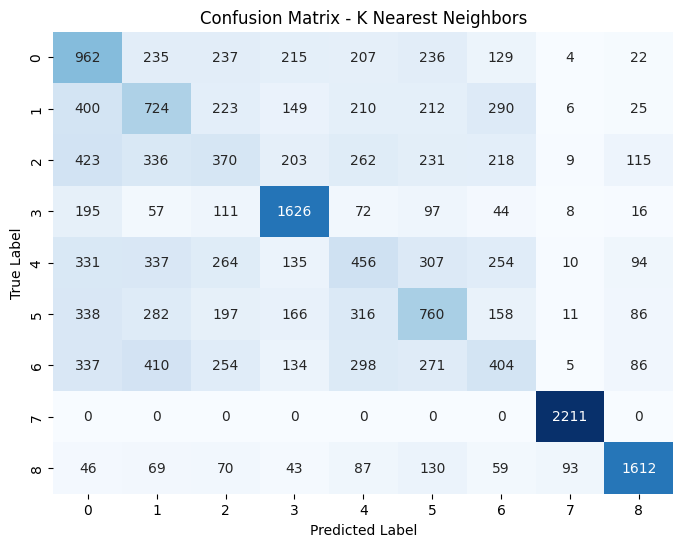 Confusion Matrix - K Nearest Neighbors
0 962 235 237 215 207 236 129 4 22
1 400 724 223 149 210 212 290 6 25
2 423 336 370 203 262 231 218 9 115
3 195 57 111 1626 72 97 44 8 16
4 331 337 264 135 456 307 254 10 94
5 338 282 197 166 316 760 158 11 86
6 337 410 254 134 298 271 404 5 86
7 0 0 0 0 0 0 0 2211 0
8 46 69 70 43 87 130 59 93 1612
0 1 2 3 4 5 6 7 8
Predicted Label
True Label